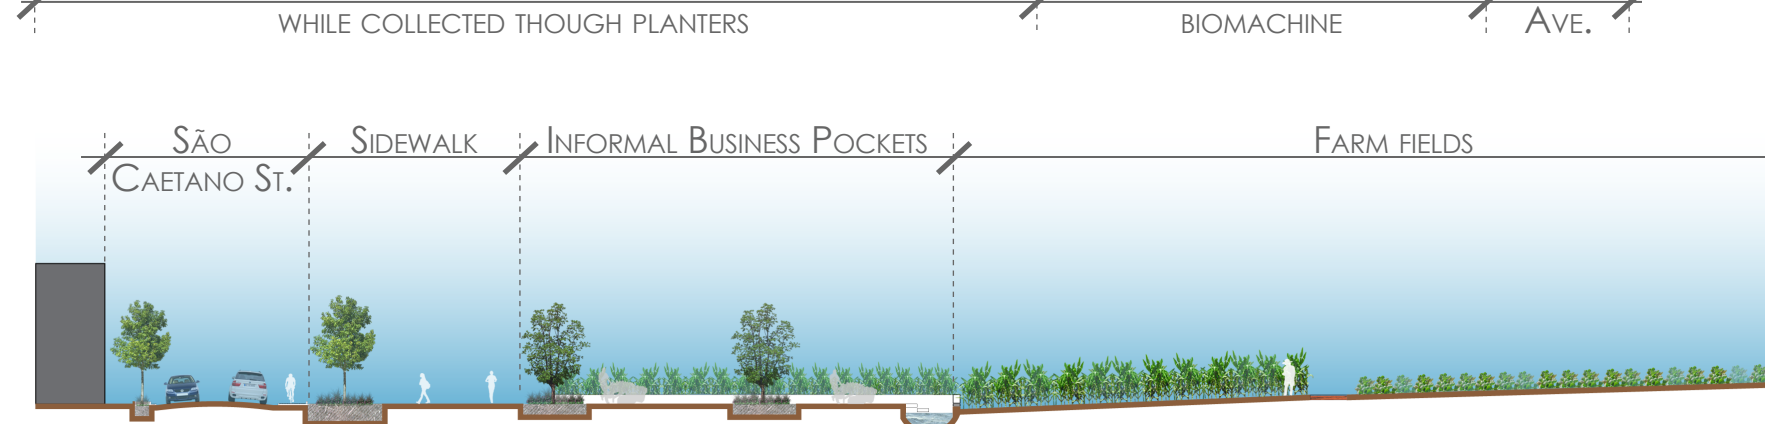 WHILE COLLECTED THOUGH PLANTERS
BIOMACHINE
AVE.
SÃO
CAETANO ST.
SIDEWALK
INFORMAL BUSINESS POCKETS
FARM FIELDS